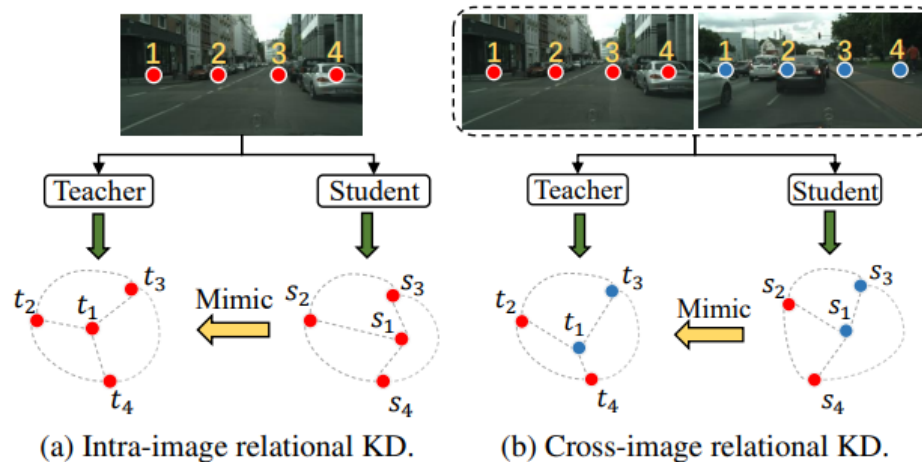 1 2 3 4
Teacher Student
t₂ t₁ t₃ t₄
Mimic
s₂ s₃ s₁ s₄
(a) Intra-image relational KD.
1 2 3 4 1 2 3 4
Teacher Student
t₂ t₁ t₃ t₄
Mimic
s₂ s₃ s₁ s₄
(b) Cross-image relational KD.